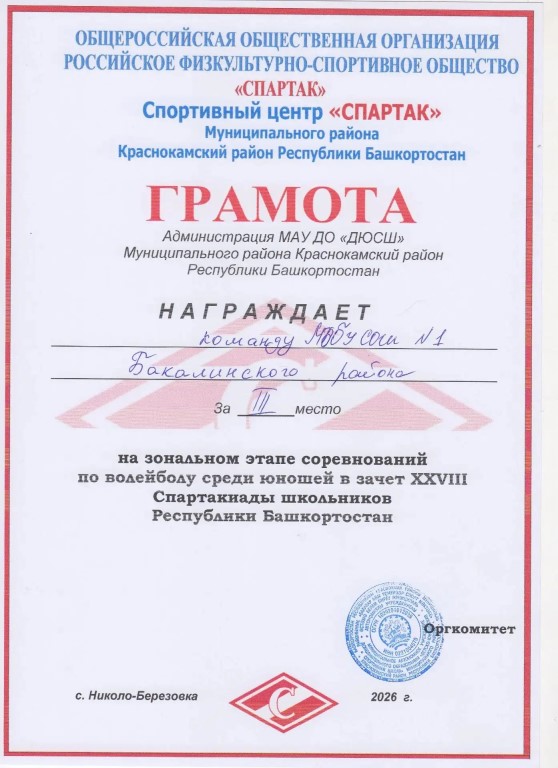 ОБЩЕРОССИЙСКАЯ ОБЩЕСТВЕННАЯ ОРГАНИЗАЦИЯ
РОССИЙСКОЕ ФИЗКУЛЬТУРНО-СПОРТИВНОЕ ОБЩЕСТВО
«СПАРТАК»
Спортивный центр «СПАРТАК»
Муниципального района
Краснокамский район Республики Башкортостан
ГРАМОТА
Администрация МАУ ДО «ДЮСШ»
Муниципального района Краснокамский район
Республики Башкортостан
НАГРАЖДАЕТ
команду МОБУ СОШ №1
Бакалинского района
За III место
на зональном этапе соревнований
по волейболу среди юношей в зачет XXVIII
Спартакиады школьников
Республики Башкортостан
Оргкомитет
с. Николо-Березовка 2026 г.